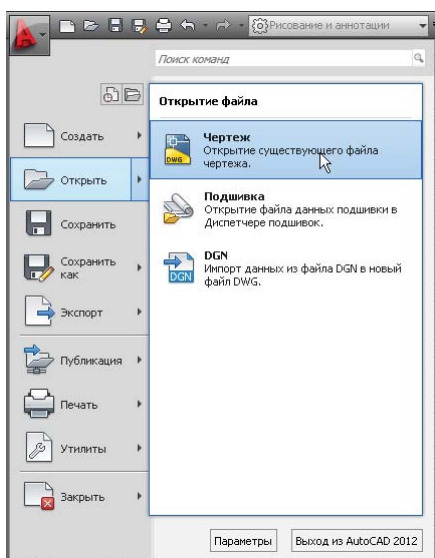 Рисование и аннотации
Поиск команд
Открытие файла
Создать
Открыть
Сохранить
Сохранить
как
Экспорт
Публикация
Печать
Утилиты
Закрыть
Чертеж
Открытие существующего файла
чертежа.
DWG
Подшивка
Открытие файла данных подшивки в
Диспетчере подшивок.
DGN
Импорт данных из файла DGN в новый
файл DWG.
DGN
Параметры
Выход из AutoCAD 2012